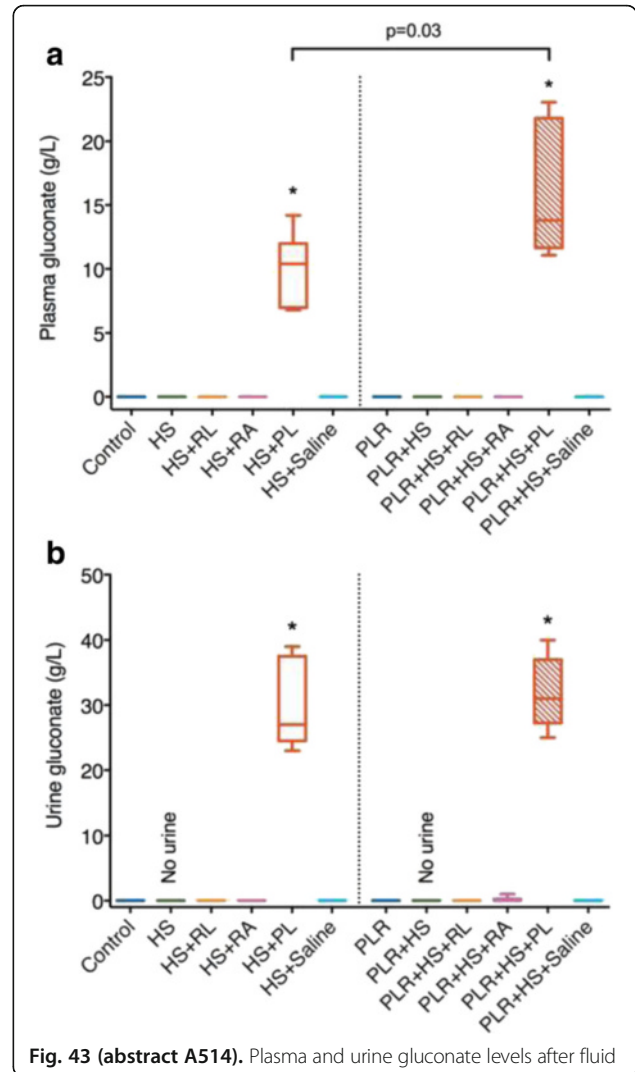 p=0.03
a
Plasma gluconate (g/L)
25
20
15
10
5
0
*
*
Control
HS
HS+RL
HS+RA
HS+PL
HS+Saline
PLR
PLR+HS
PLR+HS+RL
PLR+HS+RA
PLR+HS+PL
PLR+HS+Saline
b
Urine gluconate (g/L)
50
40
30
20
10
0
*
*
No urine
No urine
Control
HS
HS+RL
HS+RA
HS+PL
HS+Saline
PLR
PLR+HS
PLR+HS+RL
PLR+HS+RA
PLR+HS+PL
PLR+HS+Saline
Fig. 43 (abstract A514). Plasma and urine gluconate levels after fluid